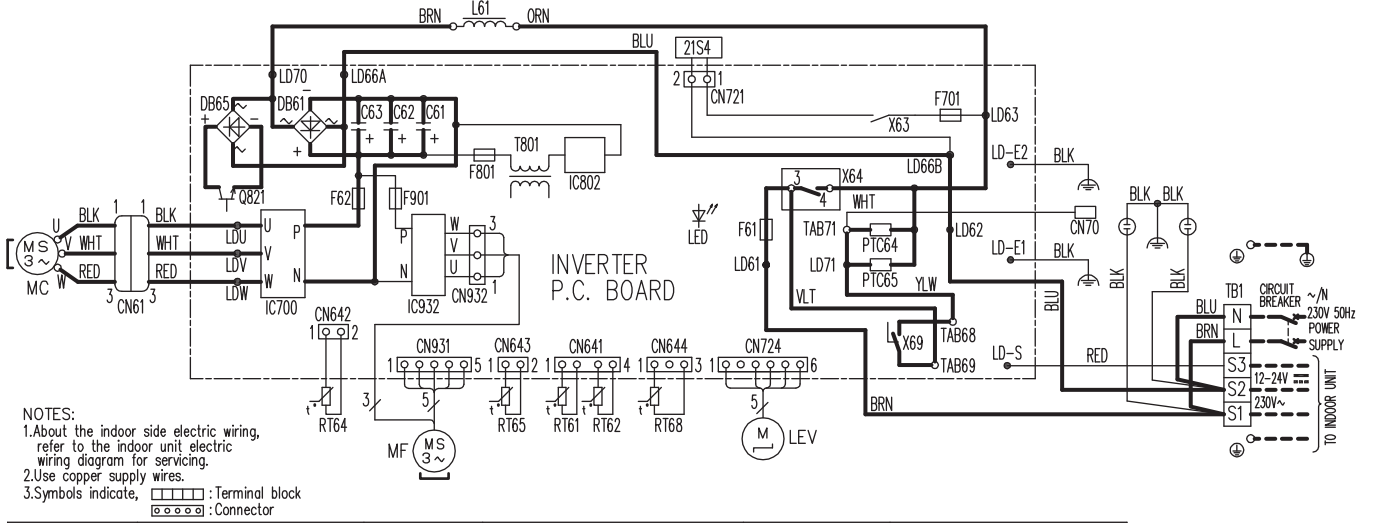 BRN L61 ORN
BLU
21S4
2 1
CN721
LD70 LD66A
DB65 DB61
C63 C62 C61
X63 F701 LD63
F801 T801 IC802
LD66B
LD-E2 BLK
Q821
F62 F901
3 X64
4
WHT
BLK BLK
U BLK 1 1 BLK LDU U P
MS 3~ V WHT WHT LDV V
MC W RED 3 3 RED LDW W N
CN61
IC700
P W 3
V
N U 1
IC932 CN932
INVERTER
P.C. BOARD
LED
F61
LD61
TAB71 PTC64
LD71 PTC65
LD62
CN70
LD-E1 BLK
YLW
VLT
BLU
BLK BLK
X69 TAB68
TAB69
LD-S RED
TB1
CIRCUIT
BREAKER
~/N
230V 50Hz
POWER
SUPPLY
BLU N
BRN L
S3
12-24V
S2
230V~
S1
TO INDOOR UNIT
BRN
CN642
1 2
t° RT64
CN931
1 5
3 5
MF MS 3~
CN643
1 2
t° RT65
CN641
1 4
t° RT61 t° RT62
CN644
1 3
t° RT68
CN724
1 6
5
M LEV
NOTES:
1.About the indoor side electric wiring,
refer to the indoor unit electric
wiring diagram for servicing.
2.Use copper supply wires.
3.Symbols indicate, : Terminal block
: Connector